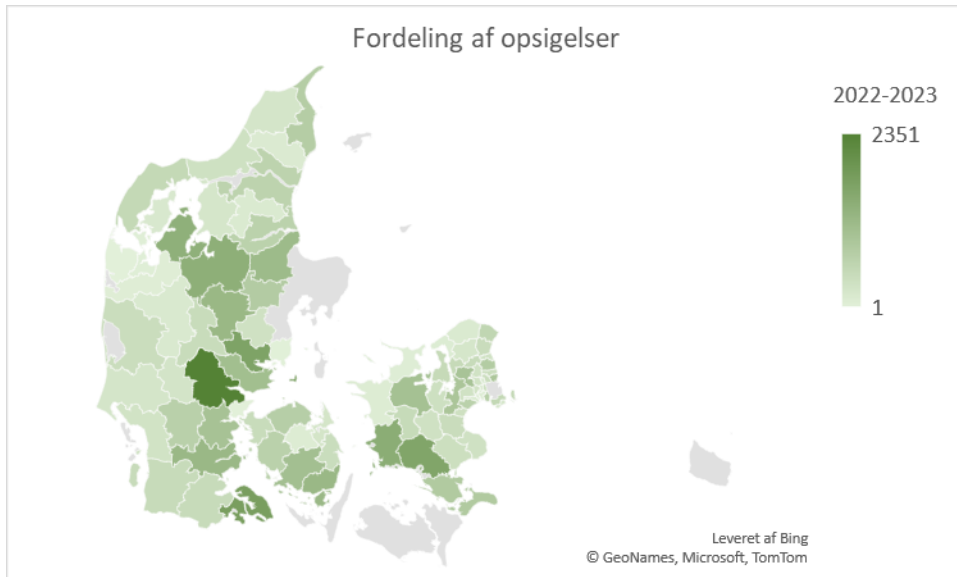 Fordeling af opsigelser
2022-2023
2351
1
Leveret af Bing
© GeoNames, Microsoft, TomTom